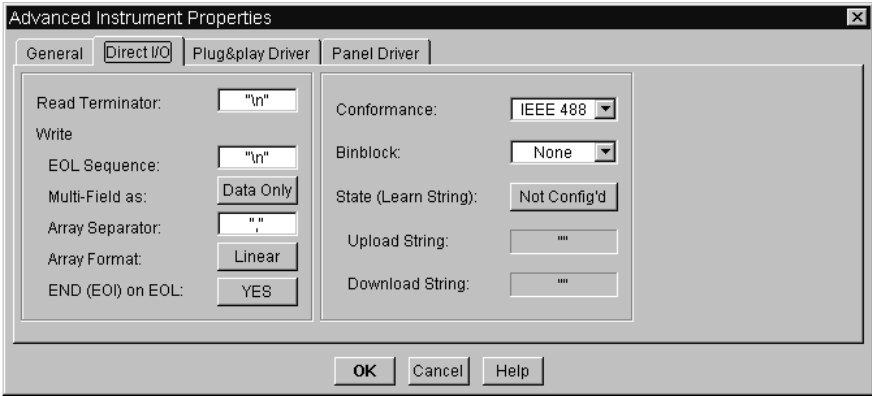 Advanced Instrument Properties
General Direct I/O Plug&play Driver Panel Driver
Read Terminator: "\n"
Write
EOL Sequence: "\n"
Multi-Field as: Data Only
Array Separator: ","
Array Format: Linear
END (EOI) on EOL: YES
Conformance: IEEE 488
Binblock: None
State (Learn String): Not Config'd
Upload String: ""
Download String: ""
OK Cancel Help